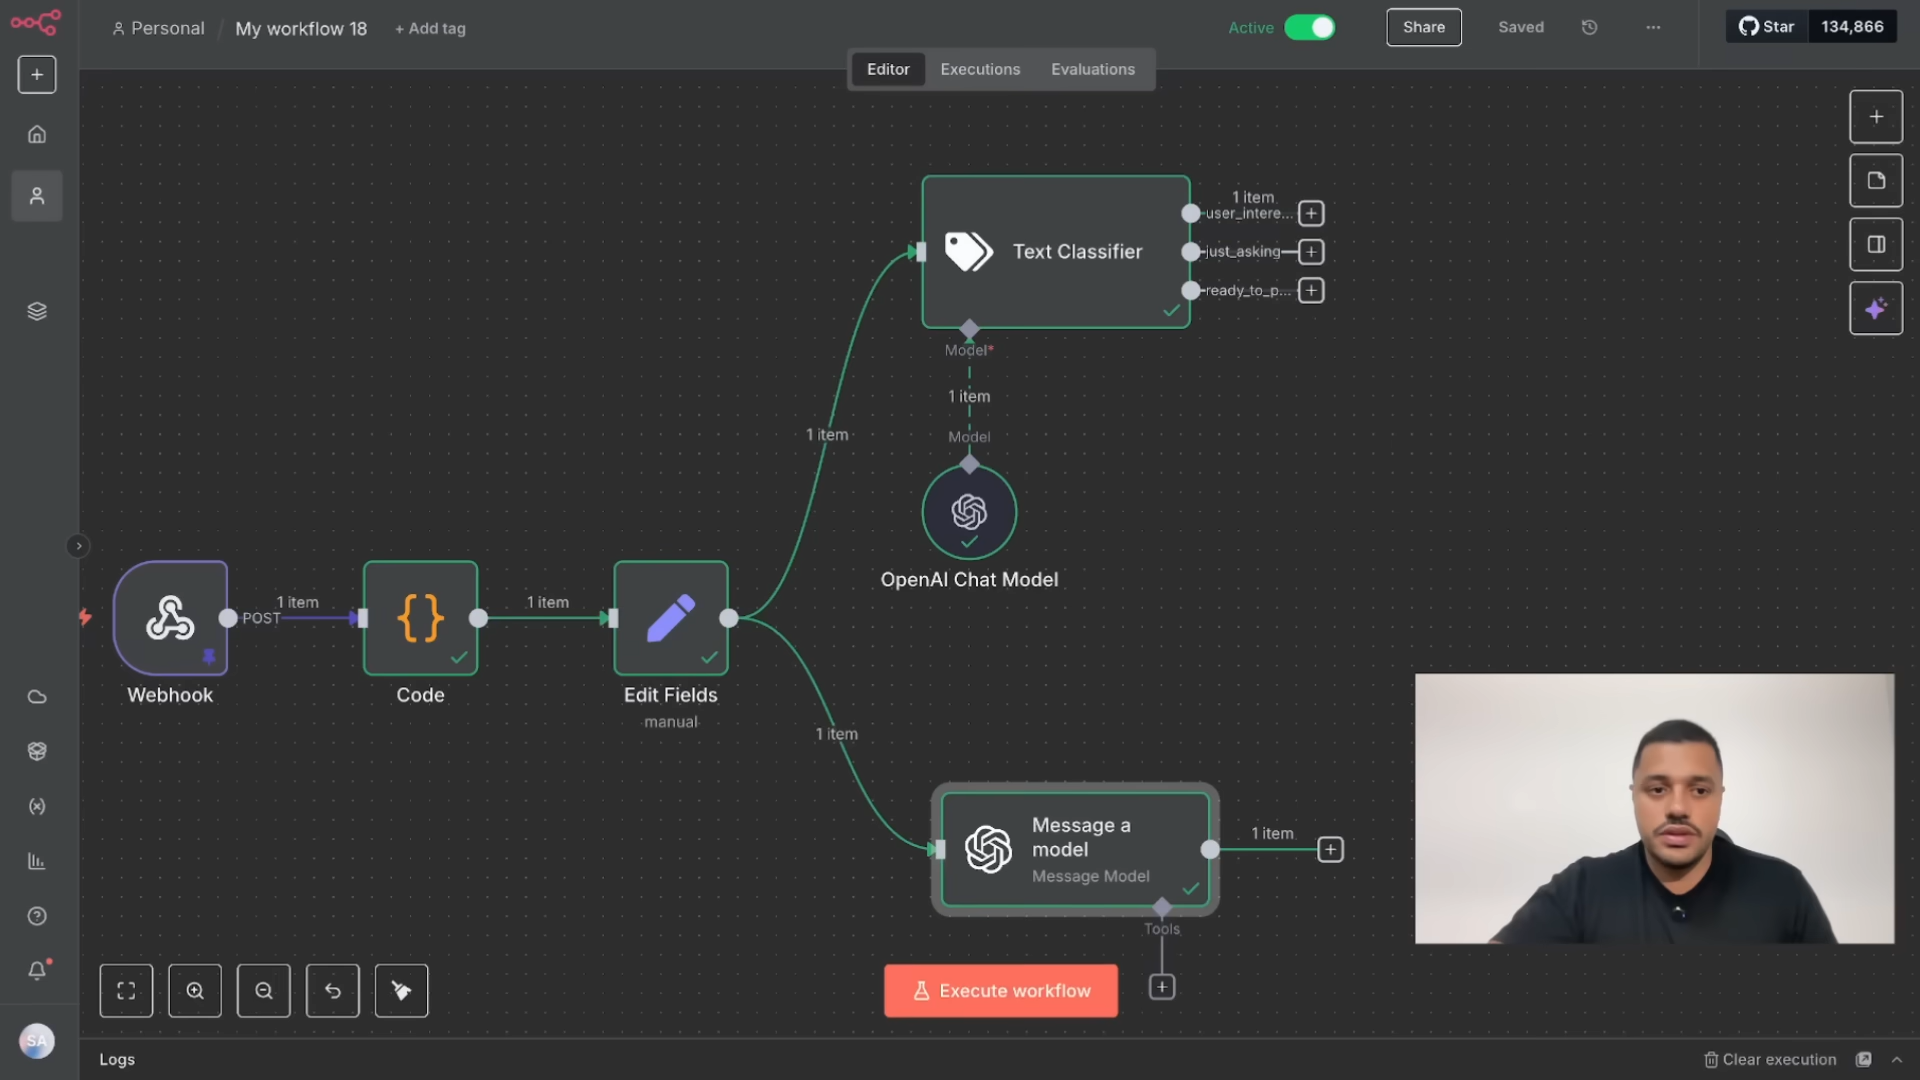 Personal / My workflow 18 + Add tag
Active Share Saved ... Star 134,866
Editor Executions Evaluations
Text Classifier
1 item
user_intere...
just_asking
ready_to_p...
Model*
1 item
Model
OpenAI Chat Model
1 item
POST
1 item
1 item
Webhook
Code
Edit Fields
manual
1 item
Message a
model
Message Model
1 item
Tools
Execute workflow
SA
Logs
Clear execution